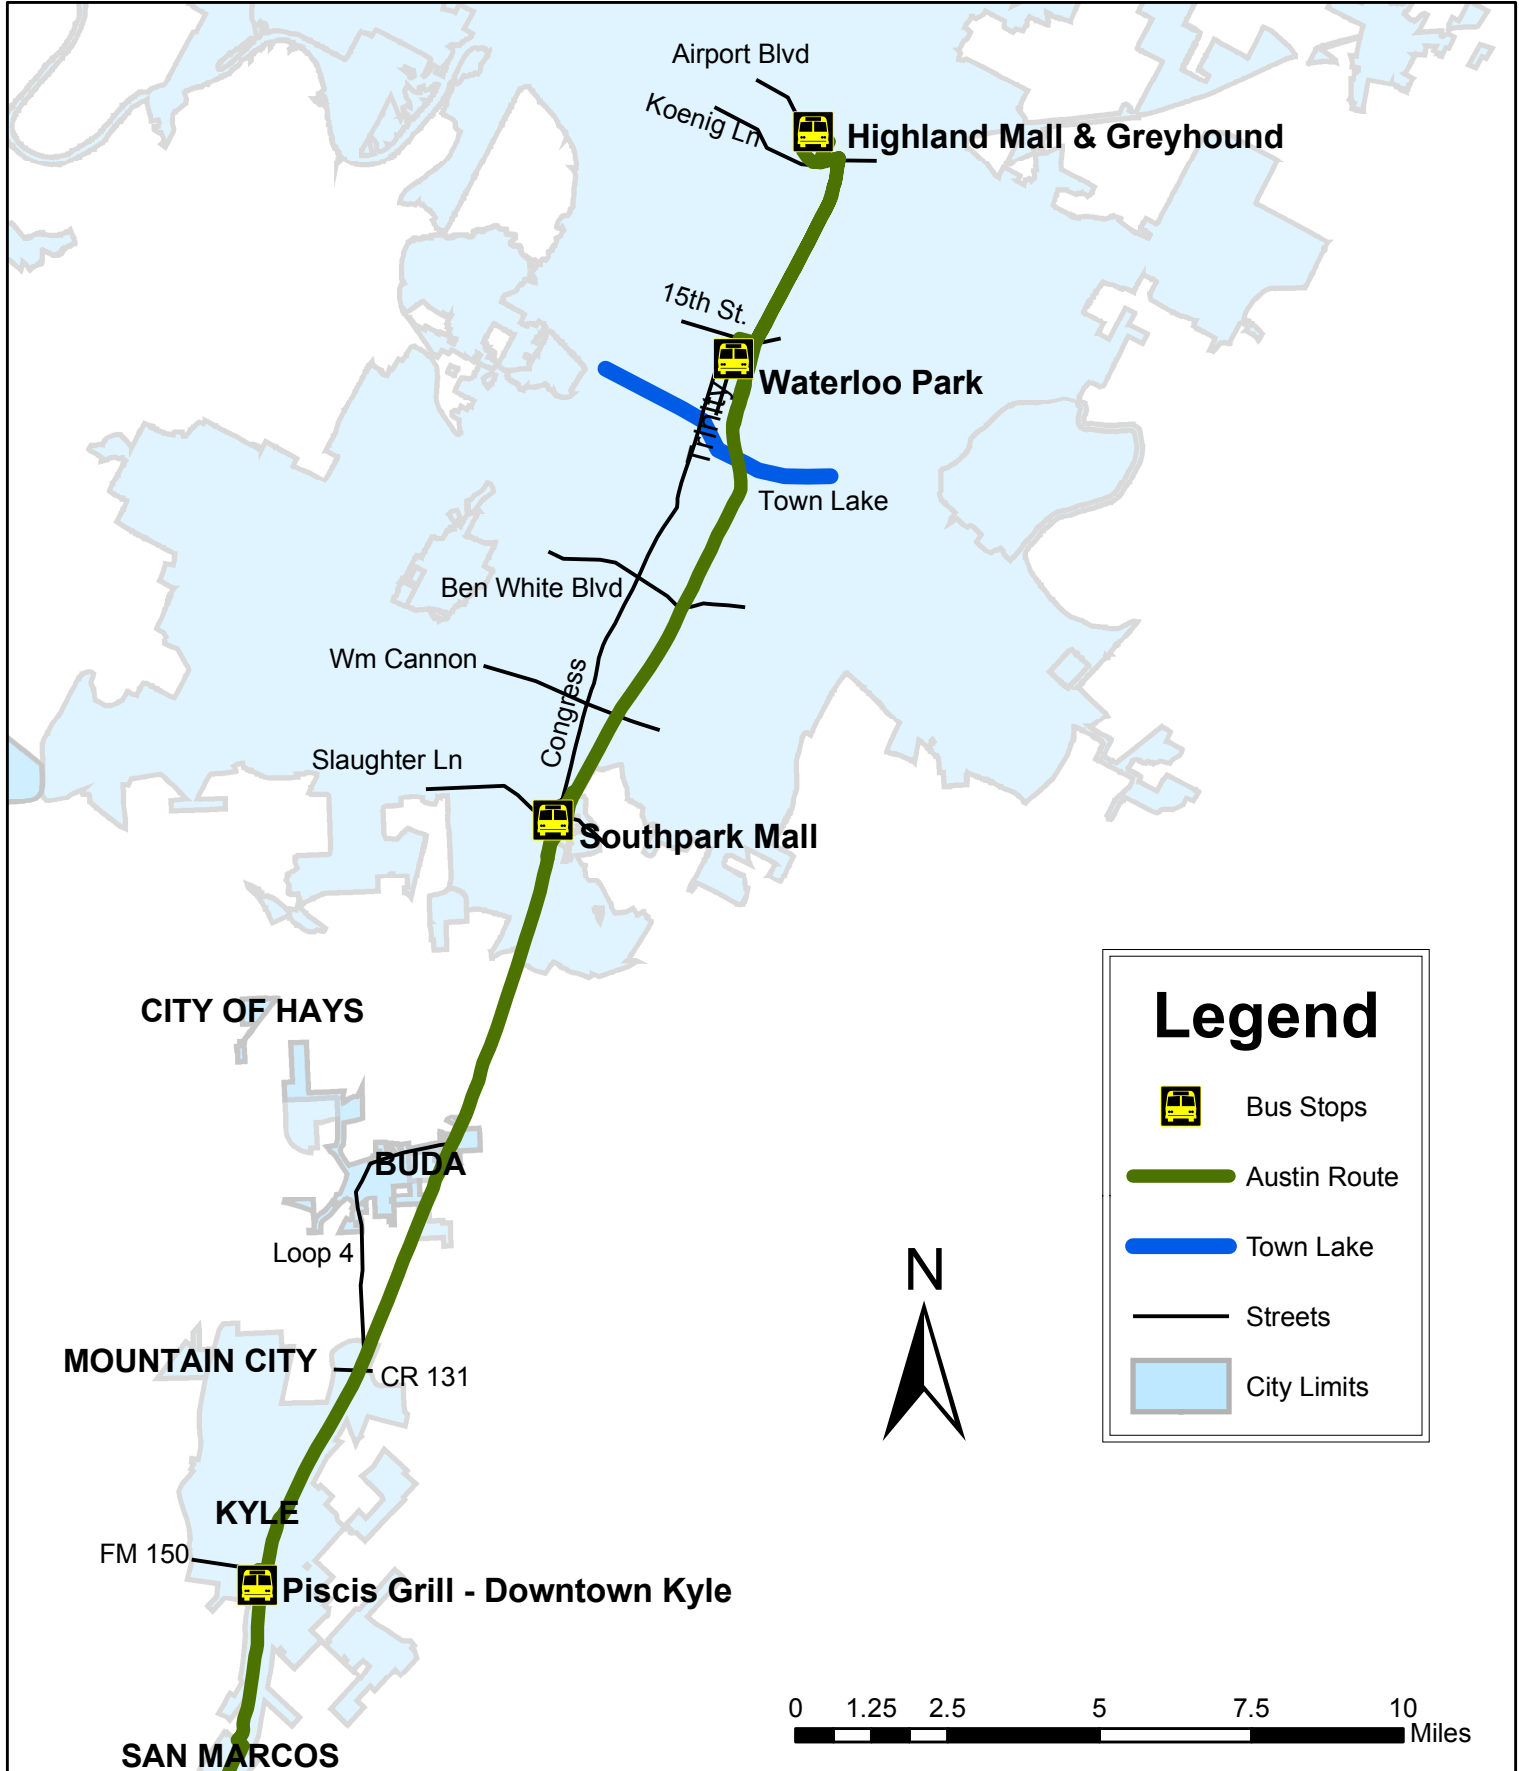 Airport Blvd
Koenig Ln
Highland Mall & Greyhound
15th St.
Waterloo Park
Trinity
Town Lake
Ben White Blvd
Wm Cannon
Congress
Slaughter Ln
Southpark Mall
CITY OF HAYS
BUDA
Loop 4
MOUNTAIN CITY
CR 131
KYLE
FM 150
Piscis Grill - Downtown Kyle
SAN MARCOS
Legend
Bus Stops
Austin Route
Town Lake
Streets
City Limits
N
0 1.25 2.5 5 7.5 10
Miles